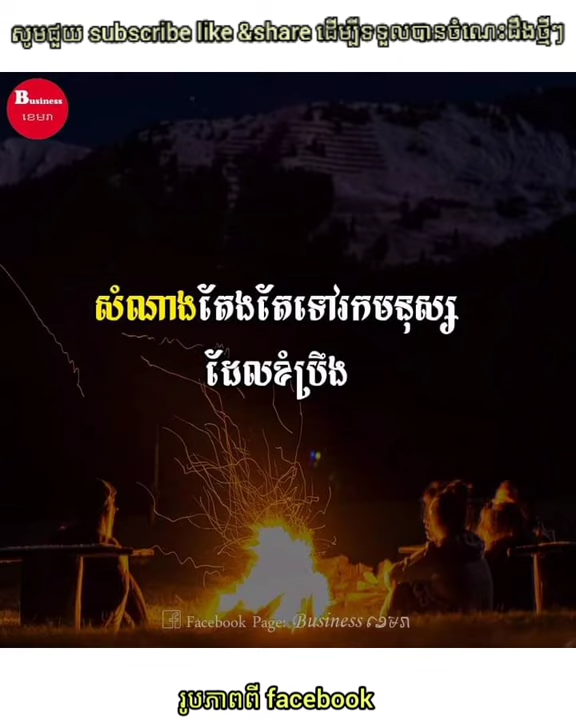 សូមជួយ subscribe like &share ដើម្បីទទួលបានចំណេះដឹងថ្មីៗ
Business
ខេមរា
សំណាងតែងតែទៅរកមនុស្ស
ដែលខំប្រឹង
Facebook Page: Business ខេមរា
រូបភាពពី facebook